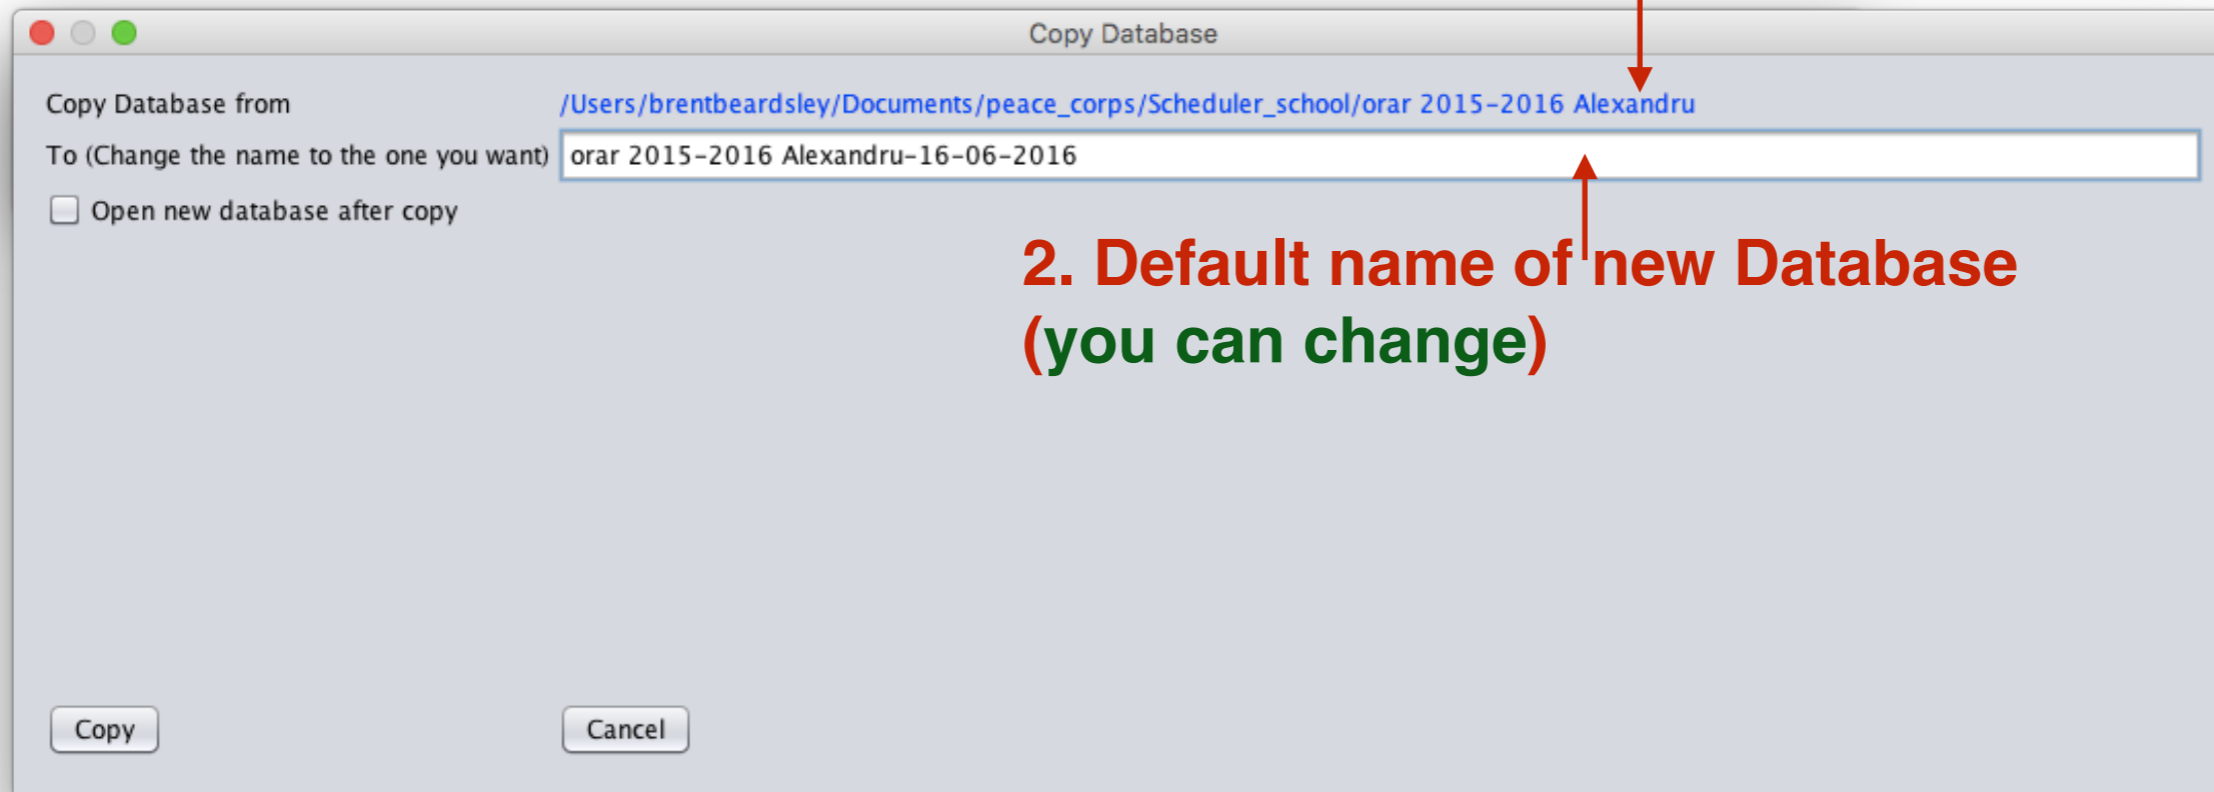 Copy Database
Copy Database from /Users/brentbeardsley/Documents/peace_corps/Scheduler_school/orar 2015-2016 Alexandru
To (Change the name to the one you want) orar 2015-2016 Alexandru-16-06-2016
Open new database after copy
2. Default name of new Database
(you can change)
Copy Cancel